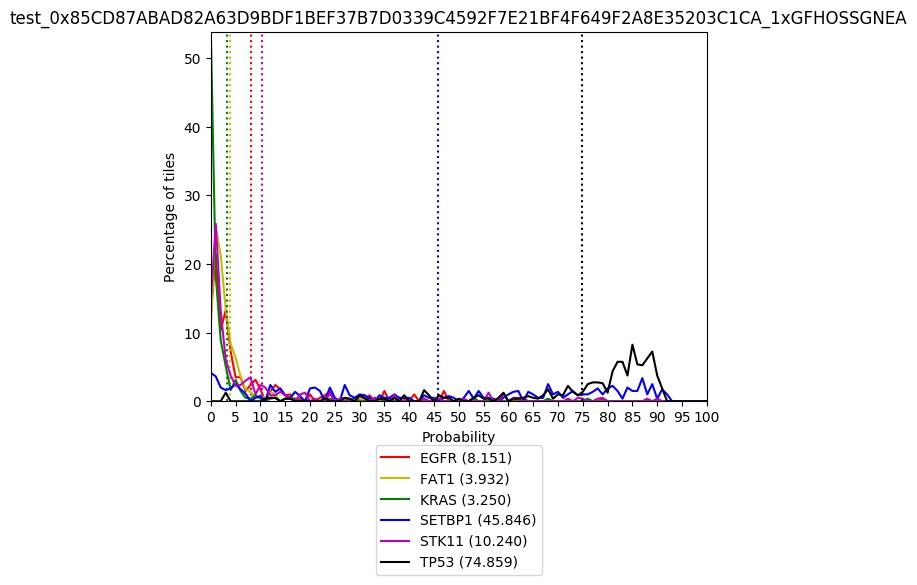 test_0x85CD87ABAD82A63D9BDF1BEF37B7D0339C4592F7E21BF4F649F2A8E35203C1CA_1xGFHOSSGNEA
50
40
30
20
10
0
Percentage of tiles
0 5 10 15 20 25 30 35 40 45 50 55 60 65 70 75 80 85 90 95 100
Probability
EGFR (8.151)
FAT1 (3.932)
KRAS (3.250)
SETBP1 (45.846)
STK11 (10.240)
TP53 (74.859)